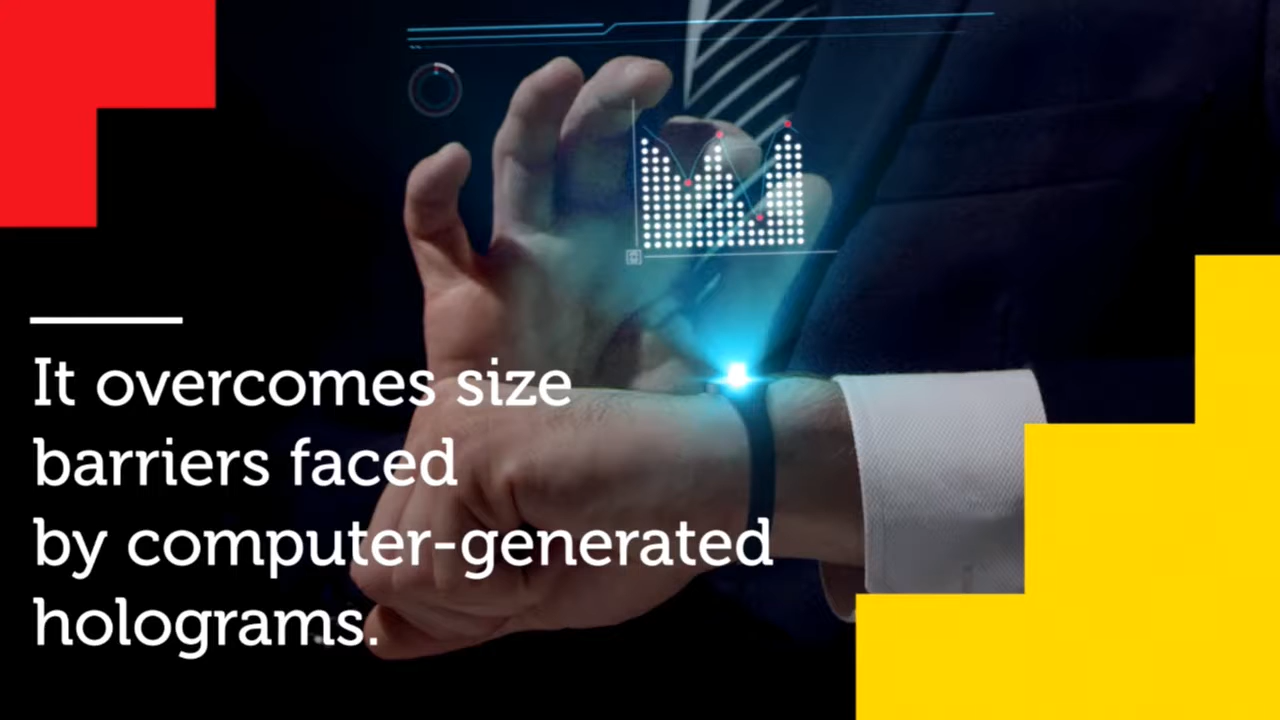 It overcomes size
barriers faced
by computer-generated
holograms.